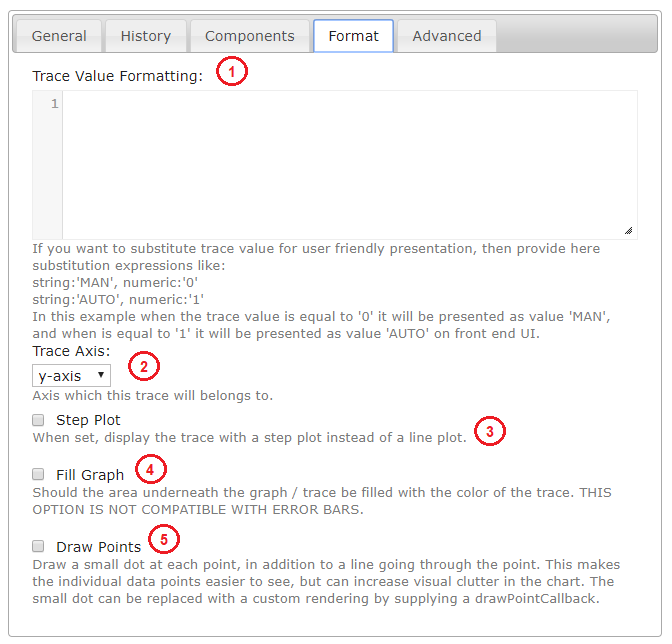 General History Components Format Advanced
Trace Value Formatting: 1
1
If you want to substitute trace value for user friendly presentation, then provide here
substitution expressions like:
string:'MAN', numeric:'0'
string:'AUTO', numeric:'1'
In this example when the trace value is equal to '0' it will be presented as value 'MAN',
and when is equal to '1' it will be presented as value 'AUTO' on front end UI.
Trace Axis:
2
y-axis
Axis which this trace will belongs to.
Step Plot
When set, display the trace with a step plot instead of a line plot. 3
Fill Graph 4
Should the area underneath the graph / trace be filled with the color of the trace. THIS
OPTION IS NOT COMPATIBLE WITH ERROR BARS.
Draw Points 5
Draw a small dot at each point, in addition to a line going through the point. This makes
the individual data points easier to see, but can increase visual clutter in the chart. The
small dot can be replaced with a custom rendering by supplying a drawPointCallback.